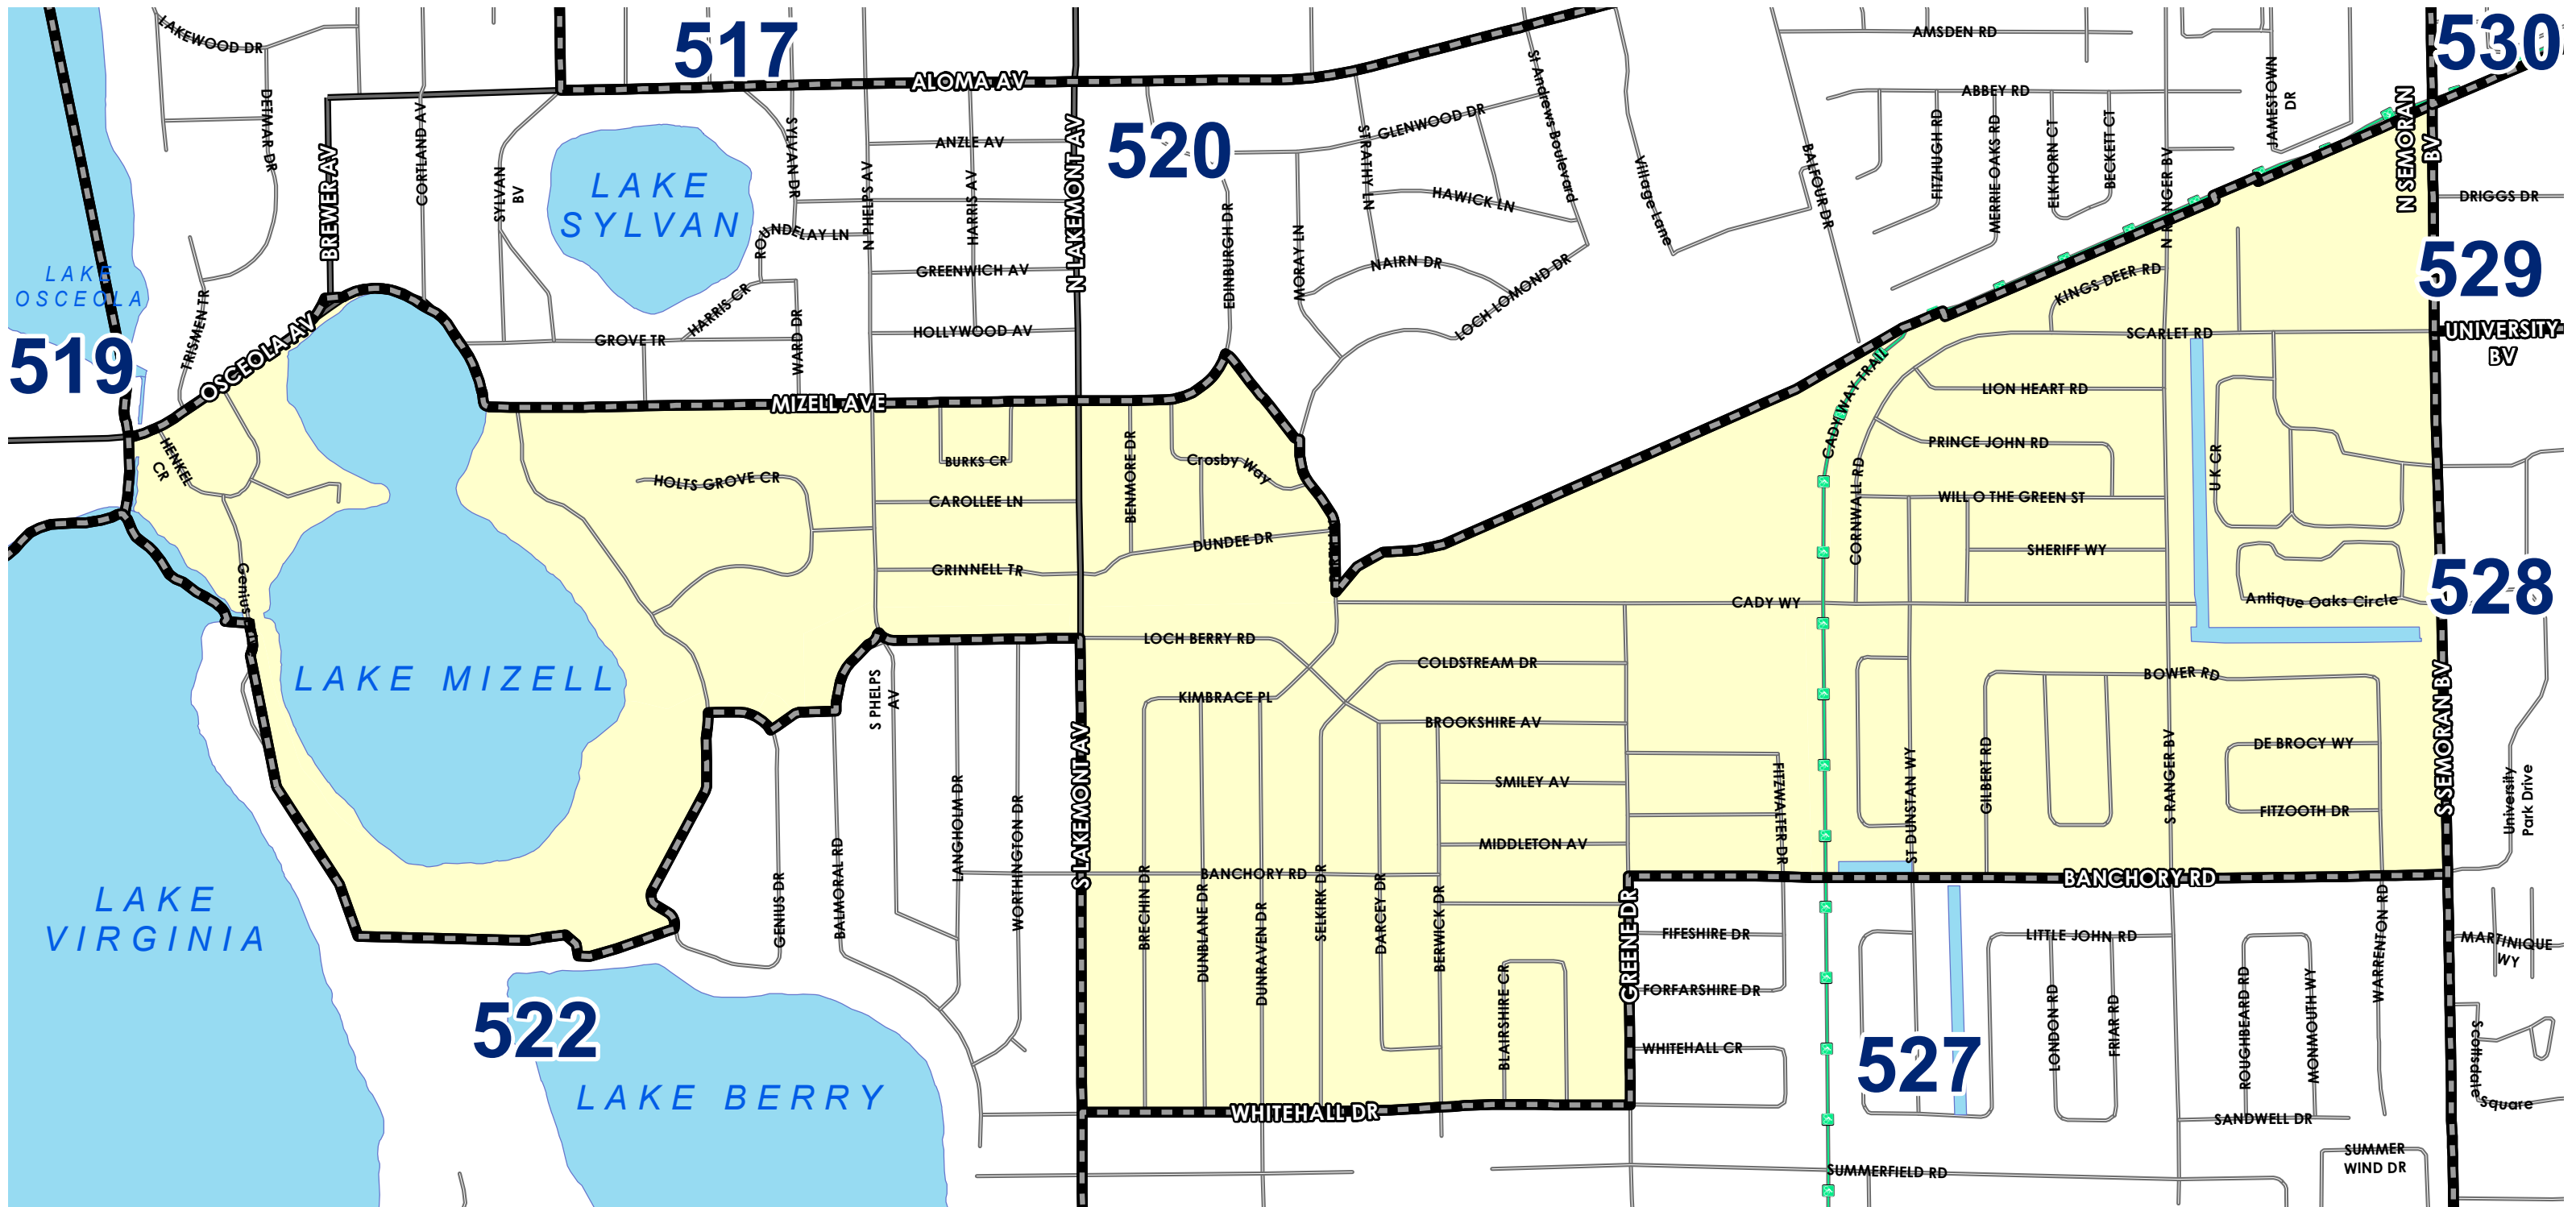 517
530
LAKEWOOD DR
AMSDEN RD
ALOMA AV
DETMAR DR
CORTLAND AV
SYLVAN DR
ANZLE AV
N LAKEMONT AV
520
GLENWOOD DR
STRATHY LN
St Andrews Boulevard
Village Lane
BALFOUR DR
ABBEY RD
FITZHUGH RD
MERRIE OAKS RD
ELKHORN CT
BECKETT CT
JAMESTOWN
DR
N SEMORAN
BV
BREWER AV
SYLVAN
BV
LAKE
SYLVAN
N PHELPS AV
HARRIS AV
ROUNDELAY LN
EDINBURGH DR
MORAY LN
HAWICK LN
N RANGER BV
DRIGGS DR
LAKE
OSCEOLA
GREENWICH AV
NAIRN DR
LOCH LOMOND DR
KINGS DEER RD
529
TRISMEN TR
HARRIS CR
WARD DR
HOLLYWOOD AV
GROVE TR
SCARLET RD
UNIVERSITY
BV
519
OSCEOLA AV
MIZELL AVE
CADY WAY TRAIL
LION HEART RD
PRINCE JOHN RD
HENKEL
CR
HOLTS GROVE CR
BURKS CR
CAROLLEE LN
BENMORE DR
Crosby Way
DUNDEE DR
GRINNELL TR
CORNWALL RD
WILL O THE GREEN ST
U K CR
SHERIFF WY
Genius
CADY WY
Antique Oaks Circle
528
LAKE MIZELL
S PHELPS
AV
LOCH BERRY RD
COLDSTREAM DR
KIMBRACE PL
BROOKSHIRE AV
BOWER RD
S SEMORAN BV
DE BROCY WY
FITZOOTH DR
University
Park Drive
SMILEY AV
MIDDLETON AV
FITZWALTER DR
ST DUNSTAN WY
GILBERT RD
S RANGER BV
LAKE
VIRGINIA
GENIUS DR
BALMORAL RD
LANGHOLM DR
WORTHINGTON DR
S LAKEMONT AV
BANCHORY RD
BRECHIN DR
DUNBLANE DR
DUNRAVEN DR
SELKIRK DR
DARCEY DR
BERWICK DR
BLAIRSHIRE CR
GREENE DR
BANCHORY RD
FIFESHIRE DR
FORFARSHIRE DR
WHITEHALL CR
LITTLE JOHN RD
WARRENTON RD
MARTINIQUE
WY
522
LAKE BERRY
527
LONDON RD
FRIAR RD
ROUGHBEARD RD
MONMOUTH WY
Scottsdale
Square
WHITEHALL DR
SANDWELL DR
SUMMERFIELD RD
SUMMER
WIND DR